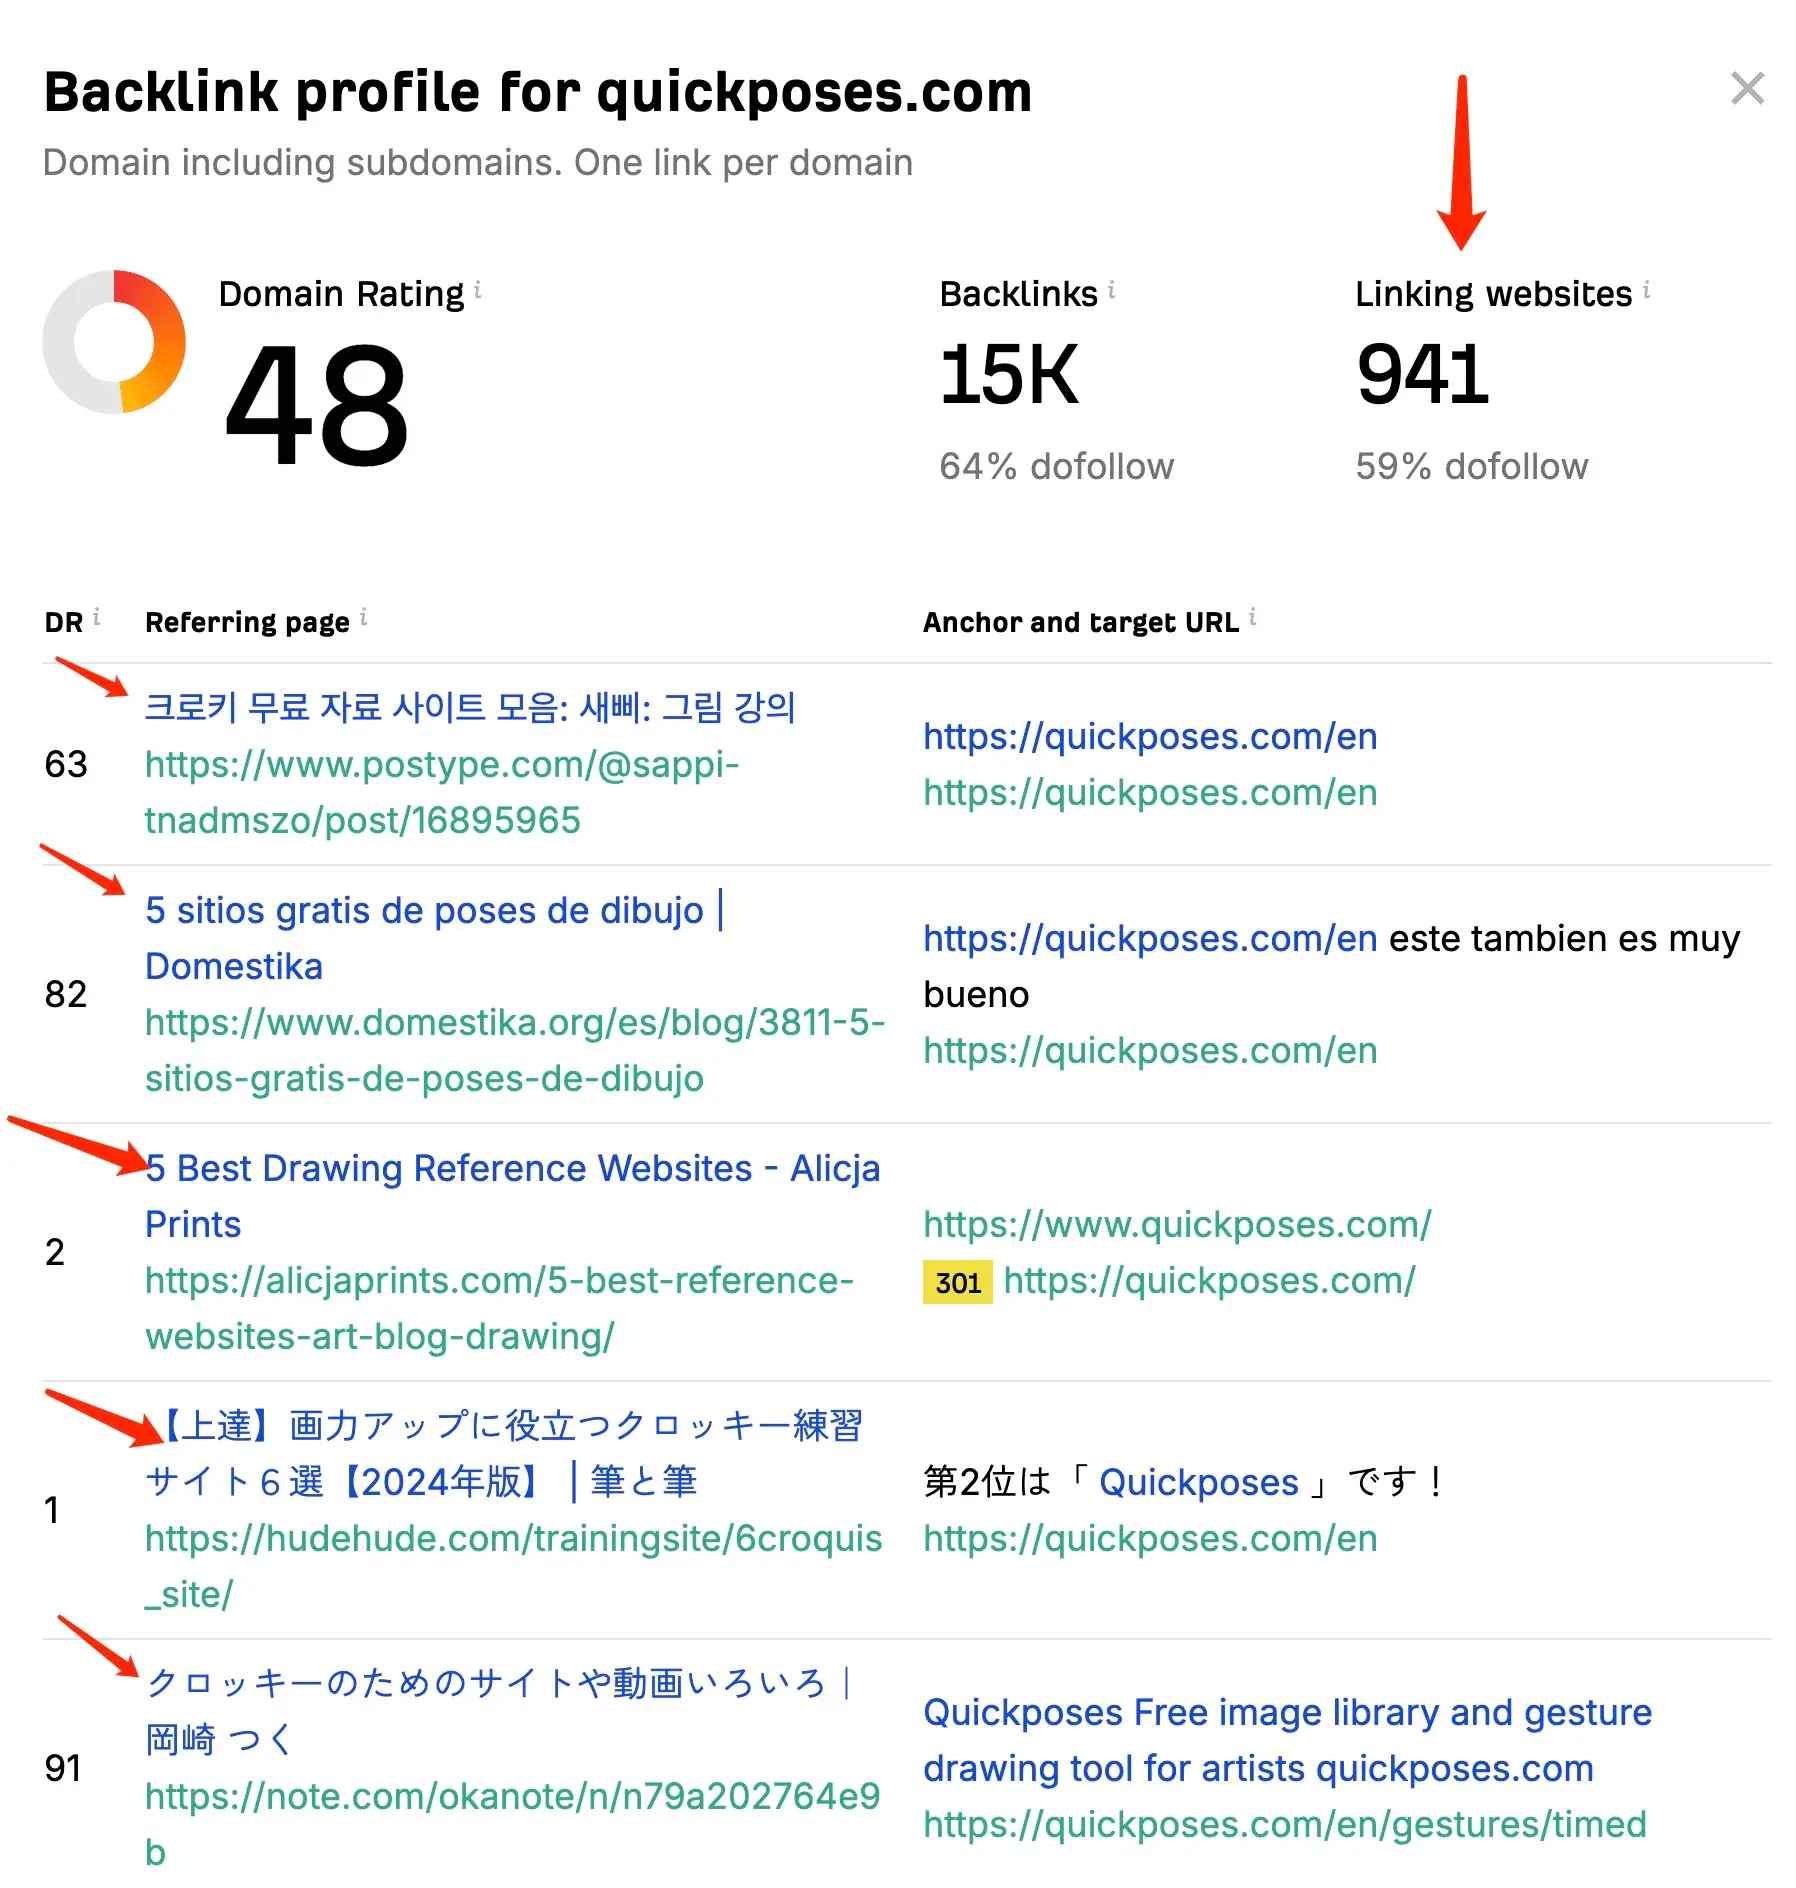 Backlink profile for quickposes.com
Domain including subdomains. One link per domain
Domain Rating i
48
Backlinks i
15K
64% dofollow
Linking websites i
941
59% dofollow
DR i
Referring page i
Anchor and target URL i
63
크로키 무료 자료 사이트 모음: 새삐: 그림 강의
https://www.postype.com/@sappi-
tnadmszo/post/16895965
https://quickposes.com/en
https://quickposes.com/en
82
5 sitios gratis de poses de dibujo |
Domestika
https://www.domestika.org/es/blog/3811-5-
sitios-gratis-de-poses-de-dibujo
https://quickposes.com/en este tambien es muy
bueno
https://quickposes.com/en
2
5 Best Drawing Reference Websites - Alicja
Prints
https://alicjaprints.com/5-best-reference-
websites-art-blog-drawing/
https://www.quickposes.com/
301 https://quickposes.com/
1
【上達】画力アップに役立つクロッキー練習
サイト６選【2024年版】 | 筆と筆
https://hudehude.com/trainingsite/6croquis
_site/
第2位は「 Quickposes 」です！
https://quickposes.com/en
91
クロッキーのためのサイトや動画いろいろ｜
岡崎 つく
https://note.com/okanote/n/n79a202764e9
b
Quickposes Free image library and gesture
drawing tool for artists quickposes.com
https://quickposes.com/en/gestures/timed